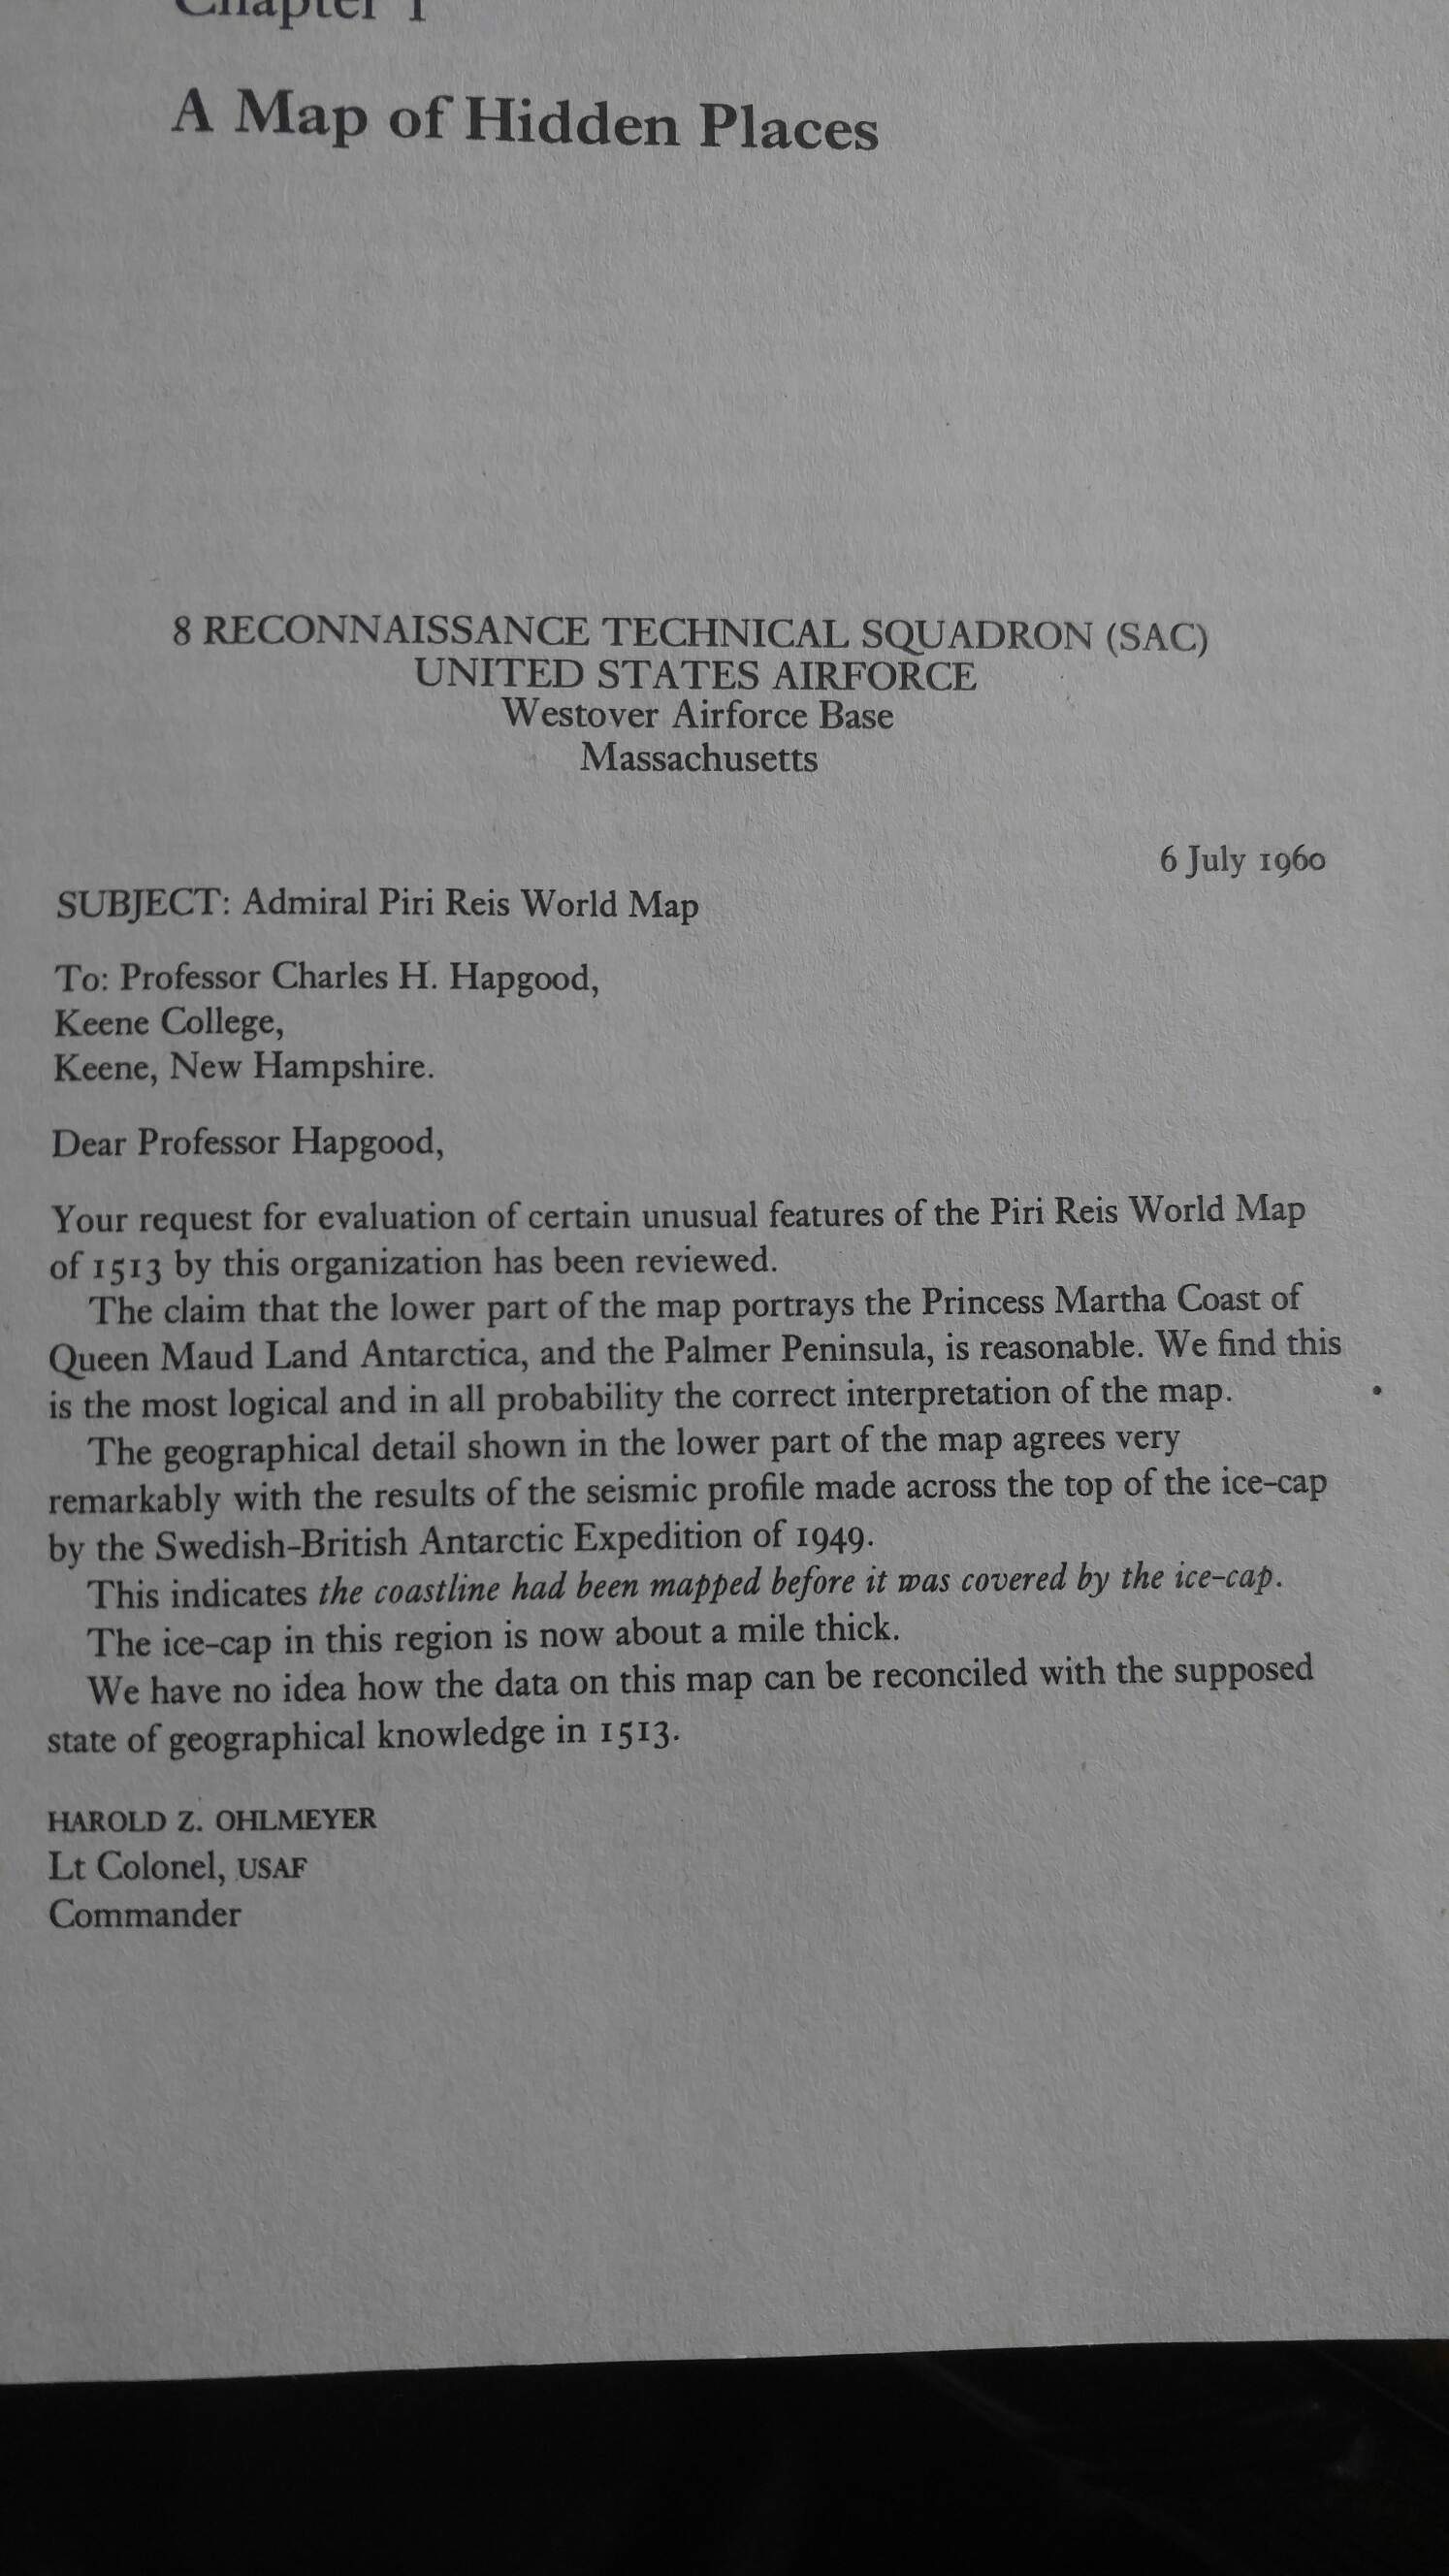 Chapter 1
A Map of Hidden Places
8 RECONNAISSANCE TECHNICAL SQUADRON (SAC)
UNITED STATES AIRFORCE
Westover Airforce Base
Massachusetts
6 July 1960
SUBJECT: Admiral Piri Reis World Map
To: Professor Charles H. Hapgood,
Keene College,
Keene, New Hampshire.
Dear Professor Hapgood,
Your request for evaluation of certain unusual features of the Piri Reis World Map
of 1513 by this organization has been reviewed.
The claim that the lower part of the map portrays the Princess Martha Coast of
Queen Maud Land Antarctica, and the Palmer Peninsula, is reasonable. We find this
is the most logical and in all probability the correct interpretation of the map.
The geographical detail shown in the lower part of the map agrees very
remarkably with the results of the seismic profile made across the top of the ice-cap
by the Swedish-British Antarctic Expedition of 1949.
This indicates the coastline had been mapped before it was covered by the ice-cap.
The ice-cap in this region is now about a mile thick.
We have no idea how the data on this map can be reconciled with the supposed
state of geographical knowledge in 1513.
HAROLD Z. OHLMEYER
Lt Colonel, USAF
Commander